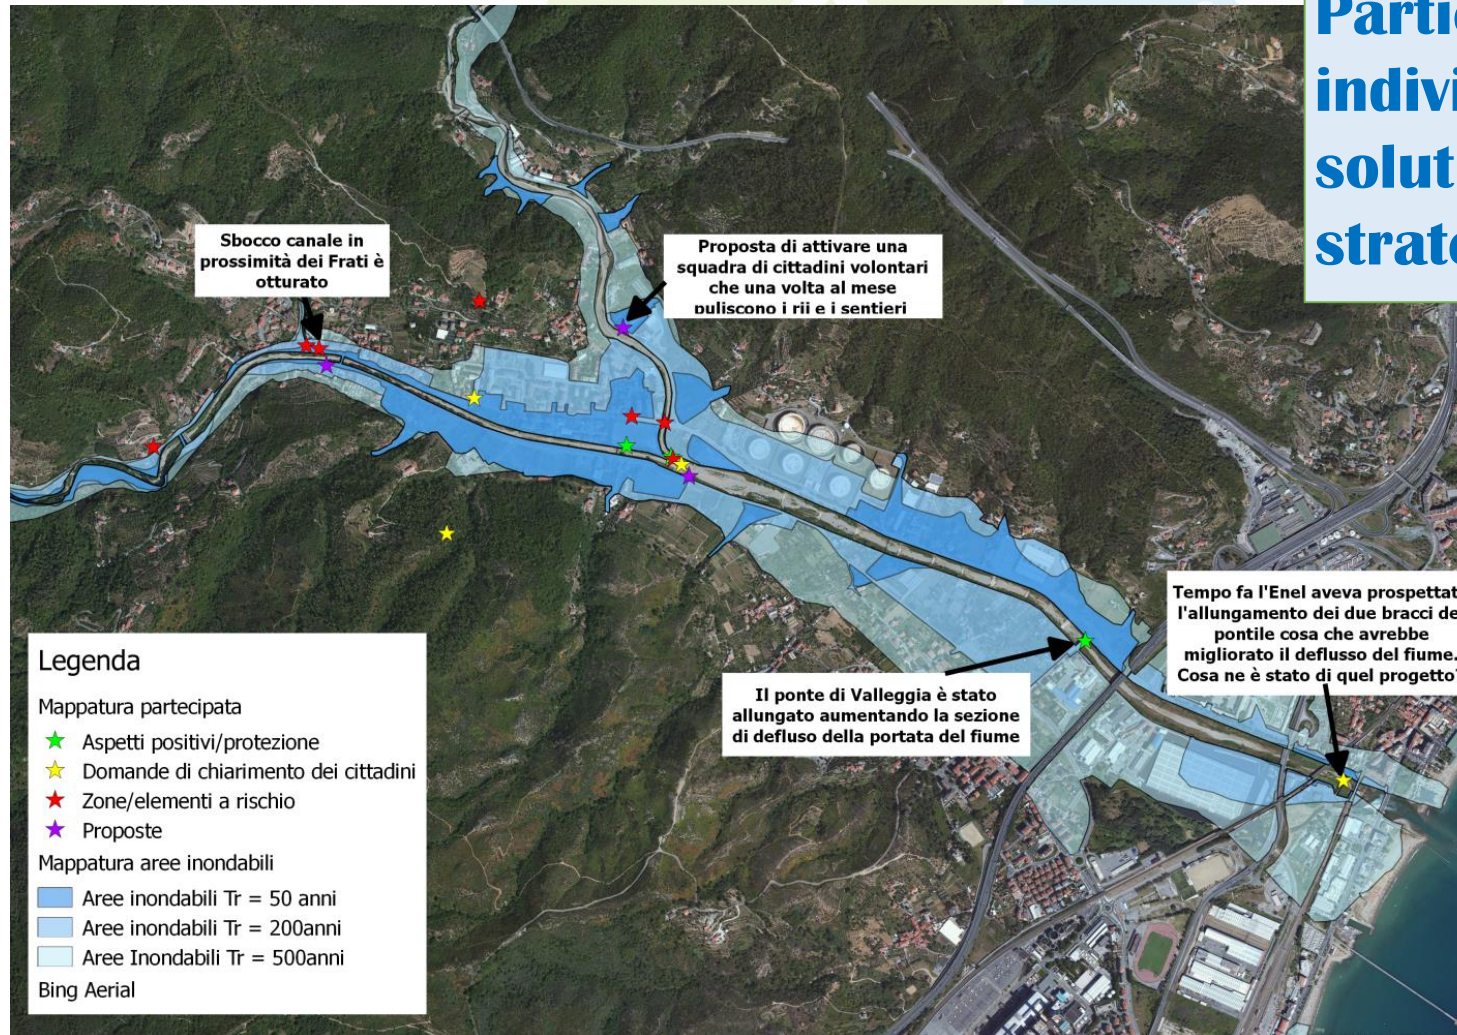 Sbocco canale in
prossimità dei Frati è
otturato
Proposta di attivare una
squadra di cittadini volontari
che una volta al mese
puliscono i rii e i sentieri
Tempo fa l'Enel aveva prospettat
l'allungamento dei due bracci de
pontile cosa che avrebbe
migliorato il deflusso del fiume.
Cosa ne è stato di quel progetto?
Il ponte di Valleggia è stato
allungato aumentando la sezione
di defluso della portata del fiume
Legenda
Mappatura partecipata
Aspetti positivi/protezione
Domande di chiarimento dei cittadini
Zone/elementi a rischio
Proposte
Mappatura aree inondabili
Aree inondabili Tr = 50 anni
Aree inondabili Tr = 200anni
Aree Inondabili Tr = 500anni
Bing Aerial
Partic
indivi
solut
strate